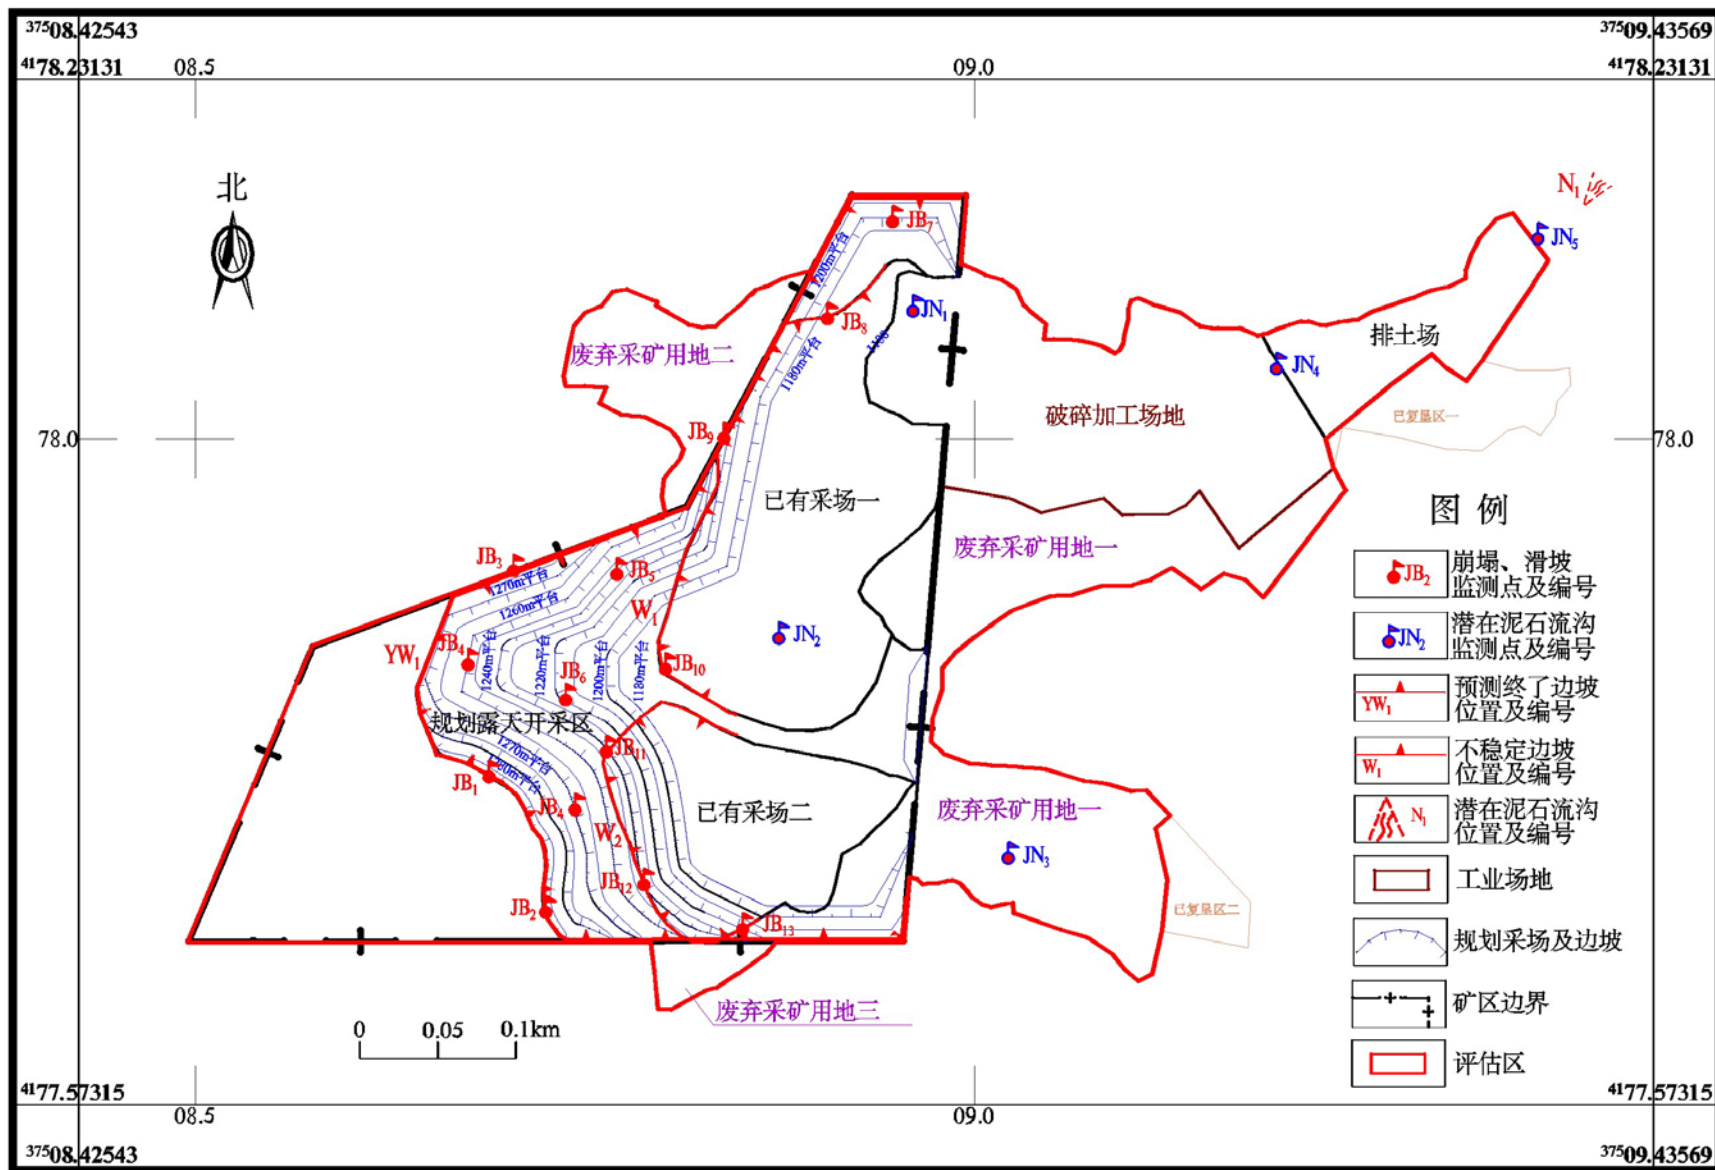 37508.42543
37509.43569
4178.23131
08.5
09.0
4178.23131
北
N1
JB7
JN5
1200m平台
JN1
JB8
排土场
1180m平台
废弃采矿用地二
JN4
破碎加工场地
已复垦区一
78.0
JB9
78.0
已有采场一
图 例
废弃采矿用地一
JB3
JB5
1270m平台
1260m平台
W1
JN2
YW1
JB4
1240m平台
1220m平台
1200m平台
1180m平台
JB6
JB10
规划露天开采区
JB11
1270m平台
JB1
JB4
已有采场二
废弃采矿用地一
W2
JN3
JB12
JB2
JB13
已复垦区二
废弃采矿用地三
0
0.05
0.1km
JB2
崩塌、滑坡
监测点及编号
JN2
潜在泥石流沟
监测点及编号
YW1
预测终了边坡
位置及编号
W1
不稳定边坡
位置及编号
N1
潜在泥石流沟
位置及编号
工业场地
规划采场及边坡
矿区边界
评估区
4177.57315
08.5
09.0
4177.57315
37508.42543
37509.43569